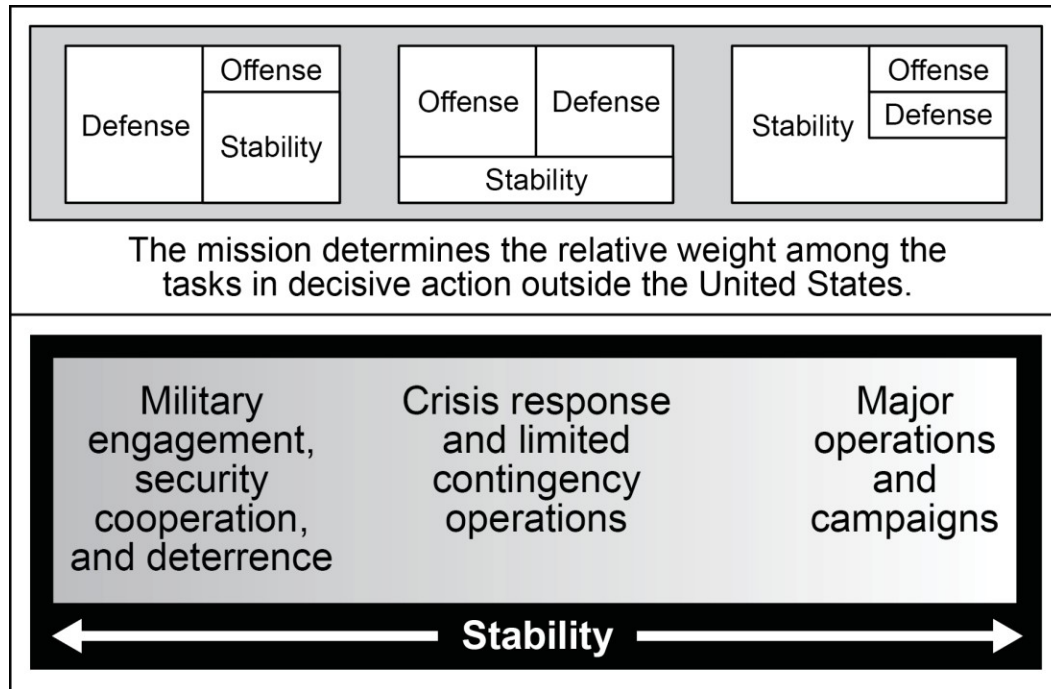 Defense
Offense
Stability
Offense
Defense
Stability
Stability
Offense
Defense
The mission determines the relative weight among the
tasks in decisive action outside the United States.
Military
engagement,
security
cooperation,
and deterrence
Crisis response
and limited
contingency
operations
Major
operations
and
campaigns
Stability